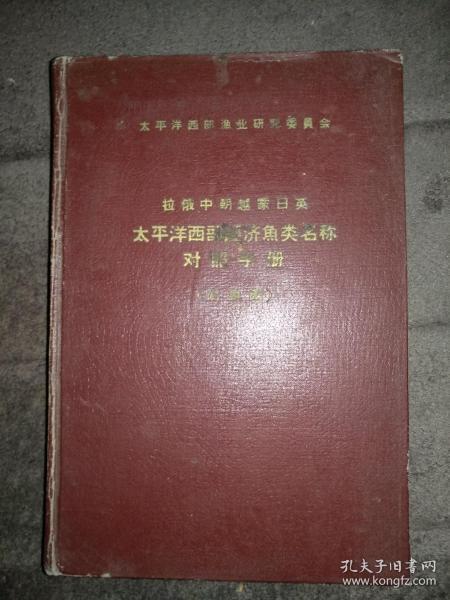 太平洋西部漁业研究委員会
拉俄中朝越蒙日英
太平洋西部经济魚类名称
对照手册
孔夫子旧书网
www.kongfz.com